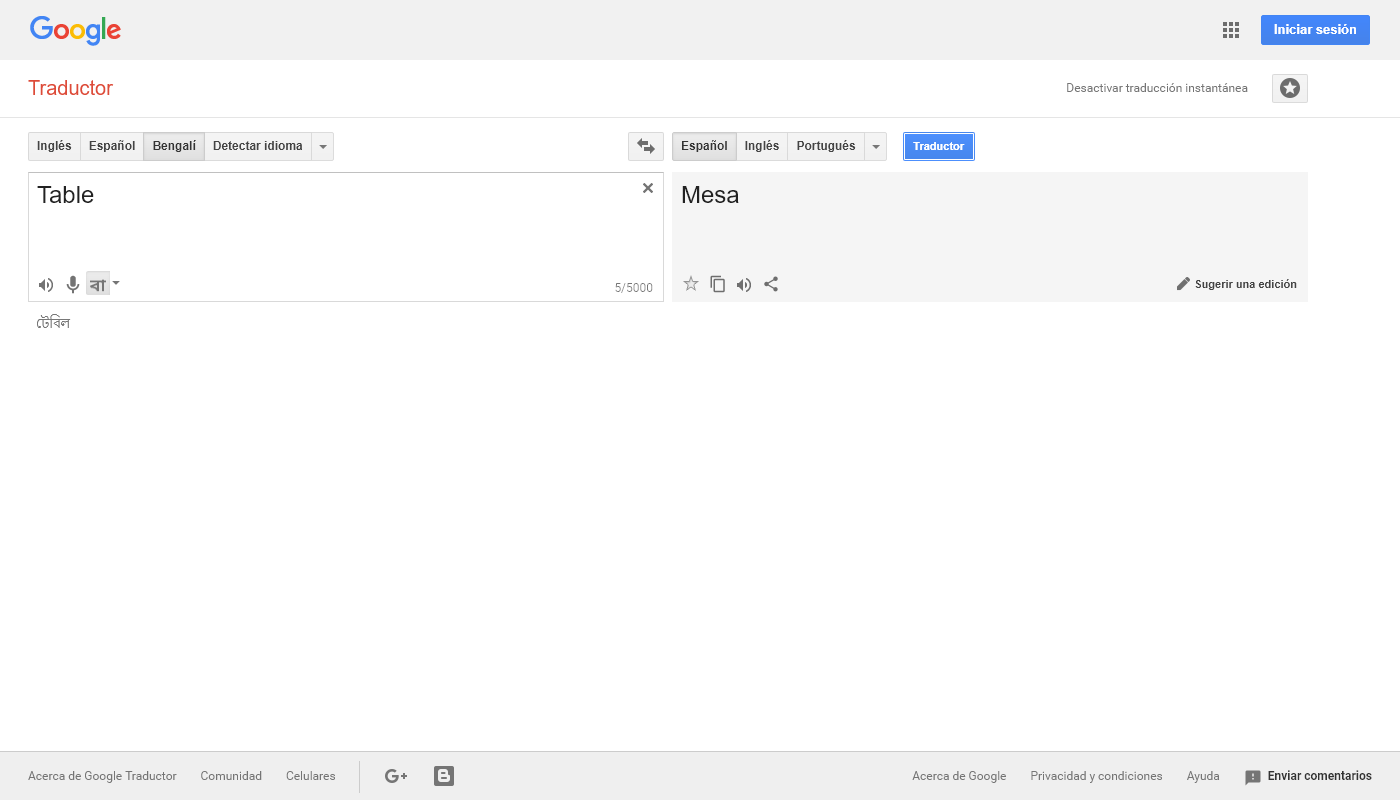 Google
Iniciar sesión
Traductor
Desactivar traducción instantánea
Inglés Español Bengalí Detectar idioma
Español Inglés Portugués Traductor
Table
Mesa
বা
5/5000
Sugerir una edición
টেবিল
Acerca de Google Traductor Comunidad Celulares G+ B Acerca de Google Privacidad y condiciones Ayuda Enviar comentarios